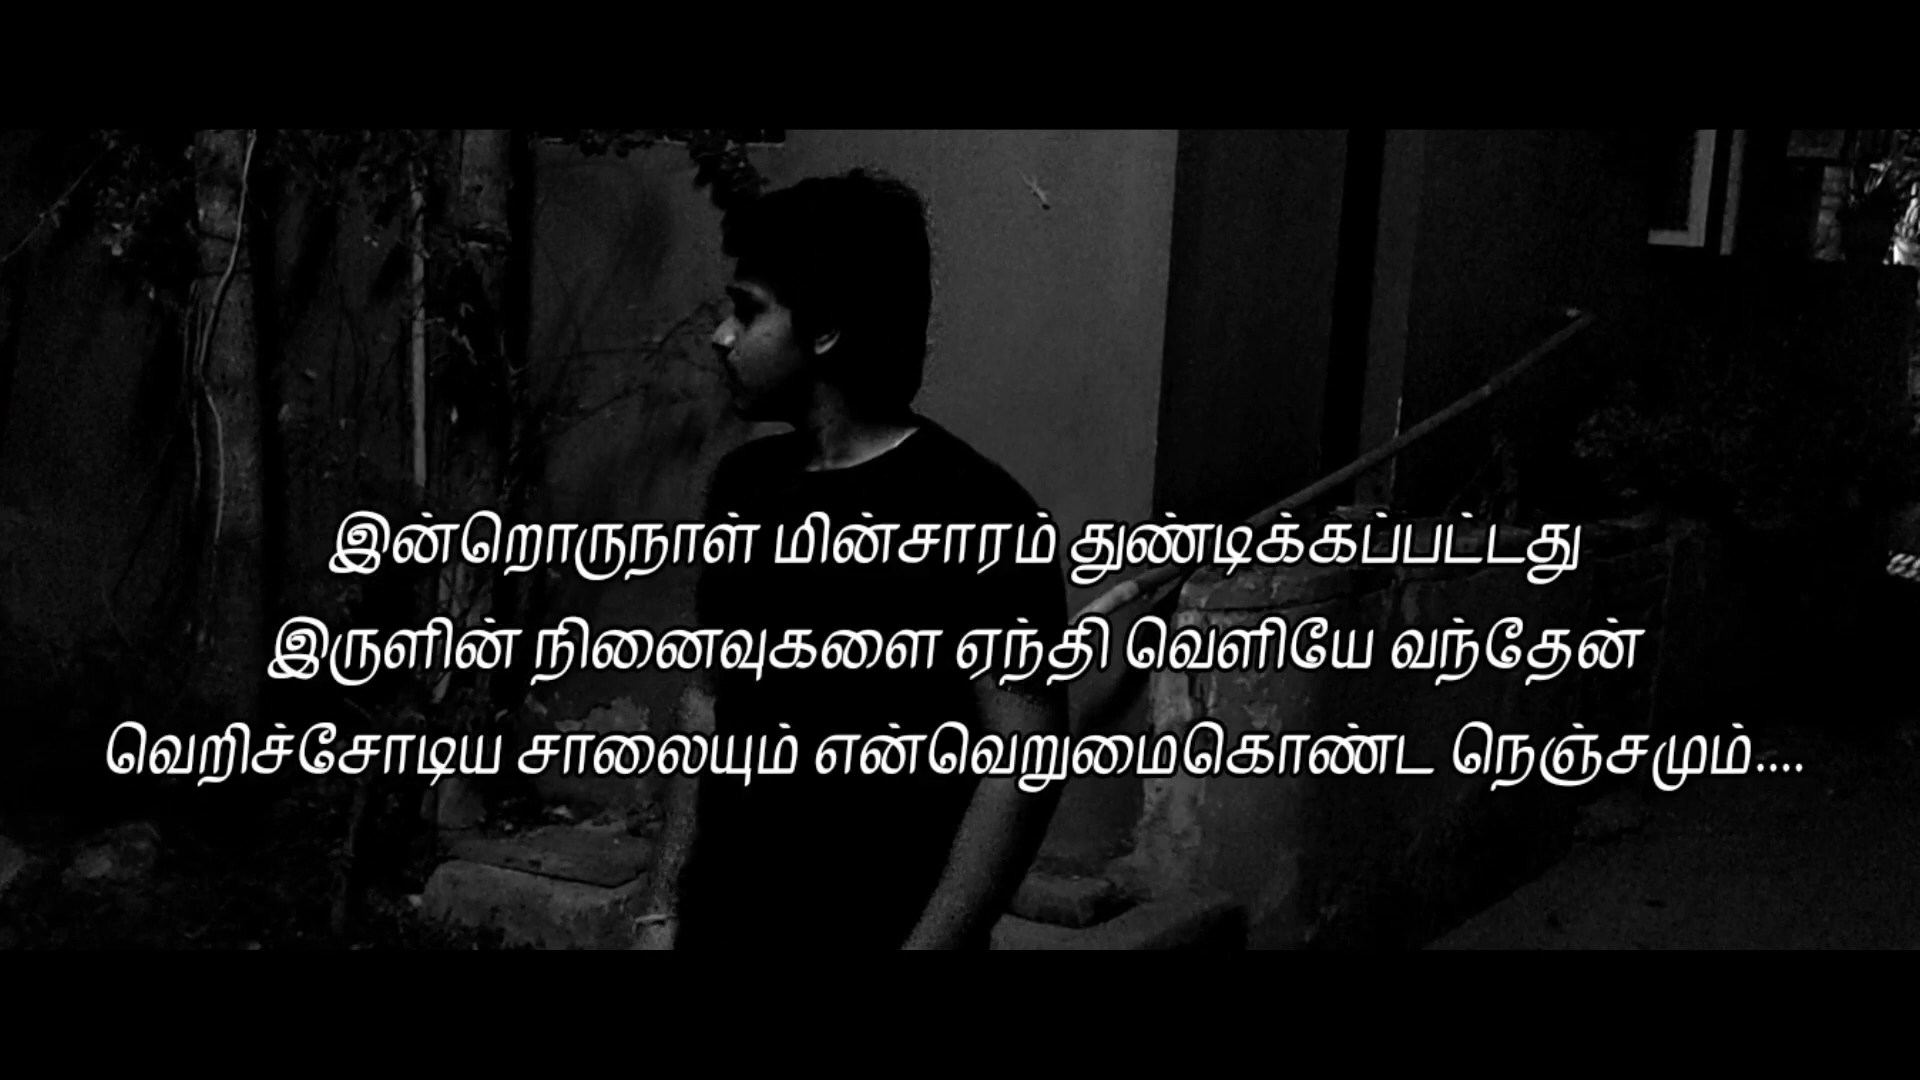 இன்றொருநாள் மின்சாரம் துண்டிக்கப்பட்டது
இருளின் நினைவுகளை ஏந்தி வெளியே வந்தேன்
வெறிச்சோடிய சாலையும் என்வெறுமைகொண்ட நெஞ்சமும்....